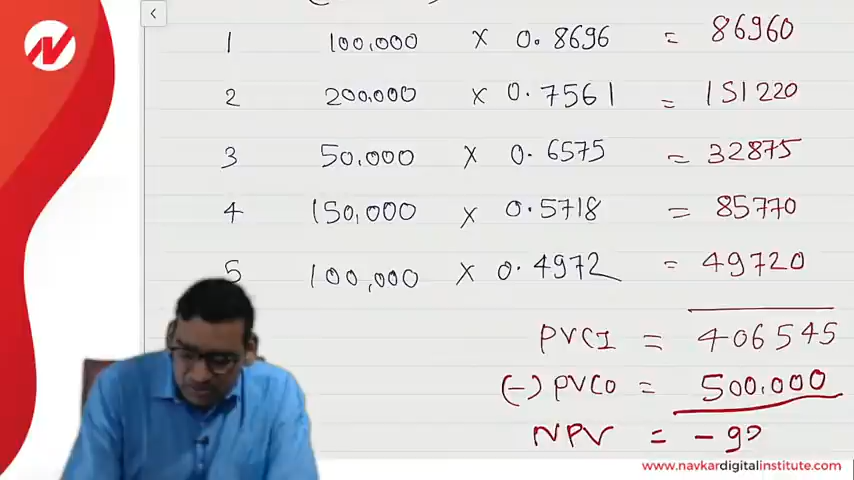 1 100,000 X 0.8696 = 86960
2 200,000 X 0.7561 = 151220
3 50,000 X 0.6575 = 32875
4 150,000 X 0.5718 = 85770
5 100,000 X 0.4972 = 49720
PVCI = 406545
(-) PVCO = 500,000
NPV = -93
www.navkardigitalinstitute.com